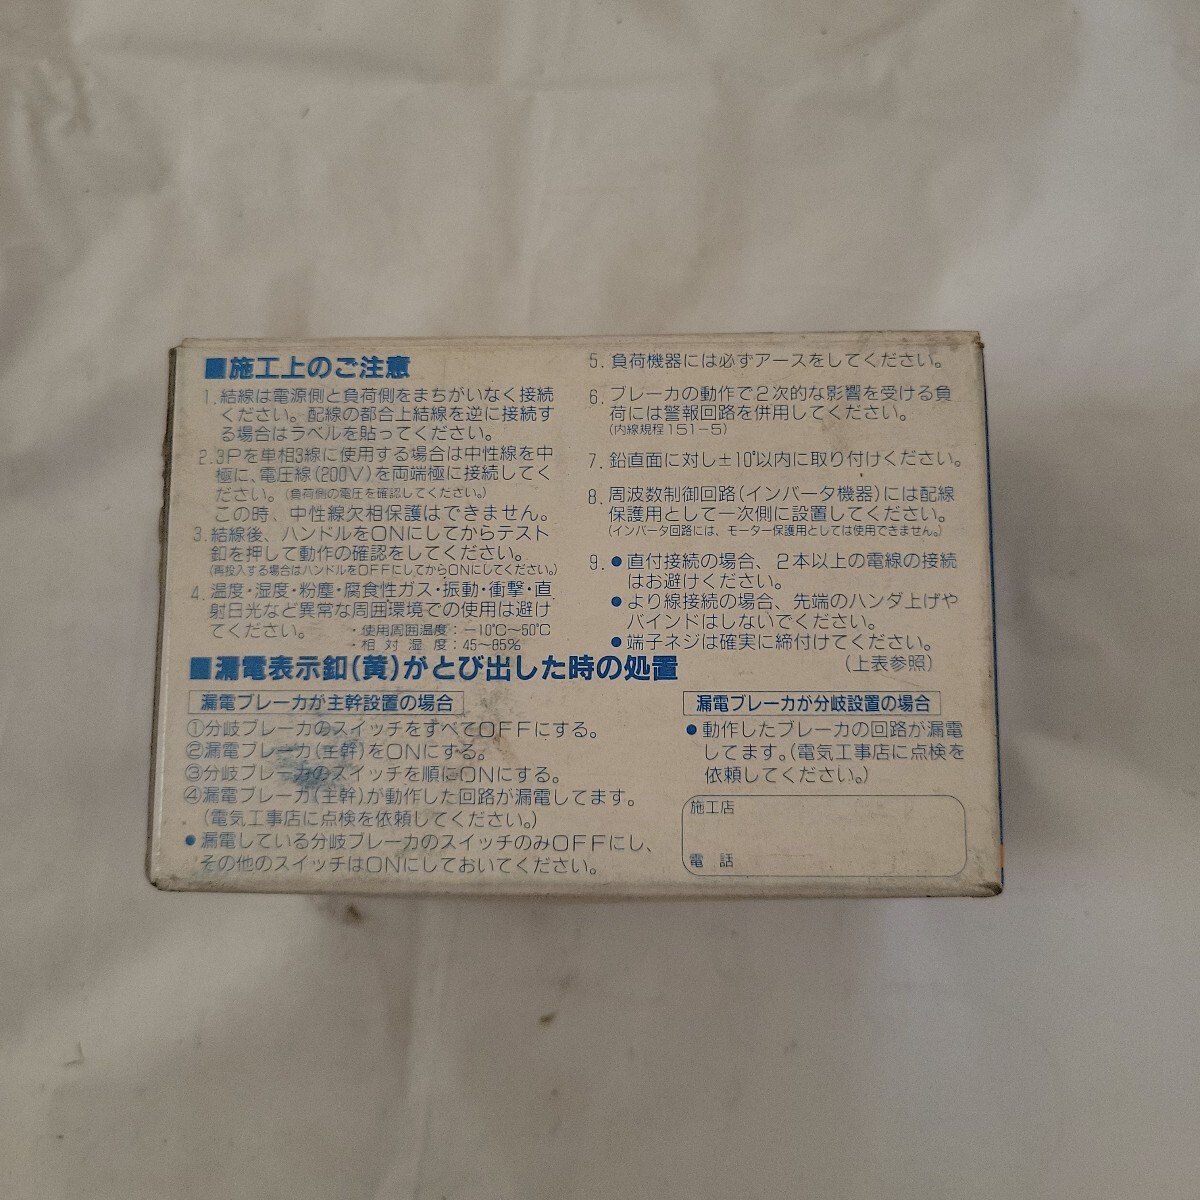 ■施工上のご注意
1. 結線は電源側と負荷側をまちがいなく接続
ください。配線の都合上結線を逆に接続す
る場合はラベルを貼ってください。
2. 3Pを単相3線に使用する場合は中性線を中
極に、電圧線(200V)を両端極に接続してく
ださい。(負荷側の電圧を確認してください。)
この時、中性線欠相保護はできません。
3. 結線後、ハンドルをONにしてからテスト
釦を押して動作の確認をしてください。
(再投入する場合はハンドルをOFFにしてからONにしてください。)
4. 温度・湿度・粉塵・腐食性ガス・振動・衝撃・直
射日光など異常な周囲環境での使用は避け
てください。 ・使用周囲温度:−10℃〜50℃
・相対湿度:45〜85%
5. 負荷機器には必ずアースをしてください。
6. ブレーカの動作で2次的な影響を受ける負
荷には警報回路を併用してください。
(内線規程151−5)
7. 鉛直面に対し±10°以内に取り付けください。
8. 周波数制御回路(インバータ機器)には配線
保護用として一次側に設置してください。
(インバータ回路には、モーター保護用としては使用できません。)
9. ●直付接続の場合、2本以上の電線の接続
はお避けください。
●より線接続の場合、先端のハンダ上げや
バインドはしないでください。
●端子ネジは確実に締付けてください。
(上表参照)
■漏電表示釦(黄)がとび出した時の処置
漏電ブレーカが主幹設置の場合
①分岐ブレーカのスイッチをすべてOFFにする。
②漏電ブレーカ(主幹)をONにする。
③分岐ブレーカのスイッチを順にONにする。
④漏電ブレーカ(主幹)が動作した回路が漏電してます。
(電気工事店に点検を依頼してください。)
●漏電している分岐ブレーカのスイッチのみOFFにし、
その他のスイッチはONにしておいてください。
漏電ブレーカが分岐設置の場合
●動作したブレーカの回路が漏電
してます。(電気工事店に点検を
依頼してください。)
施工店
電話